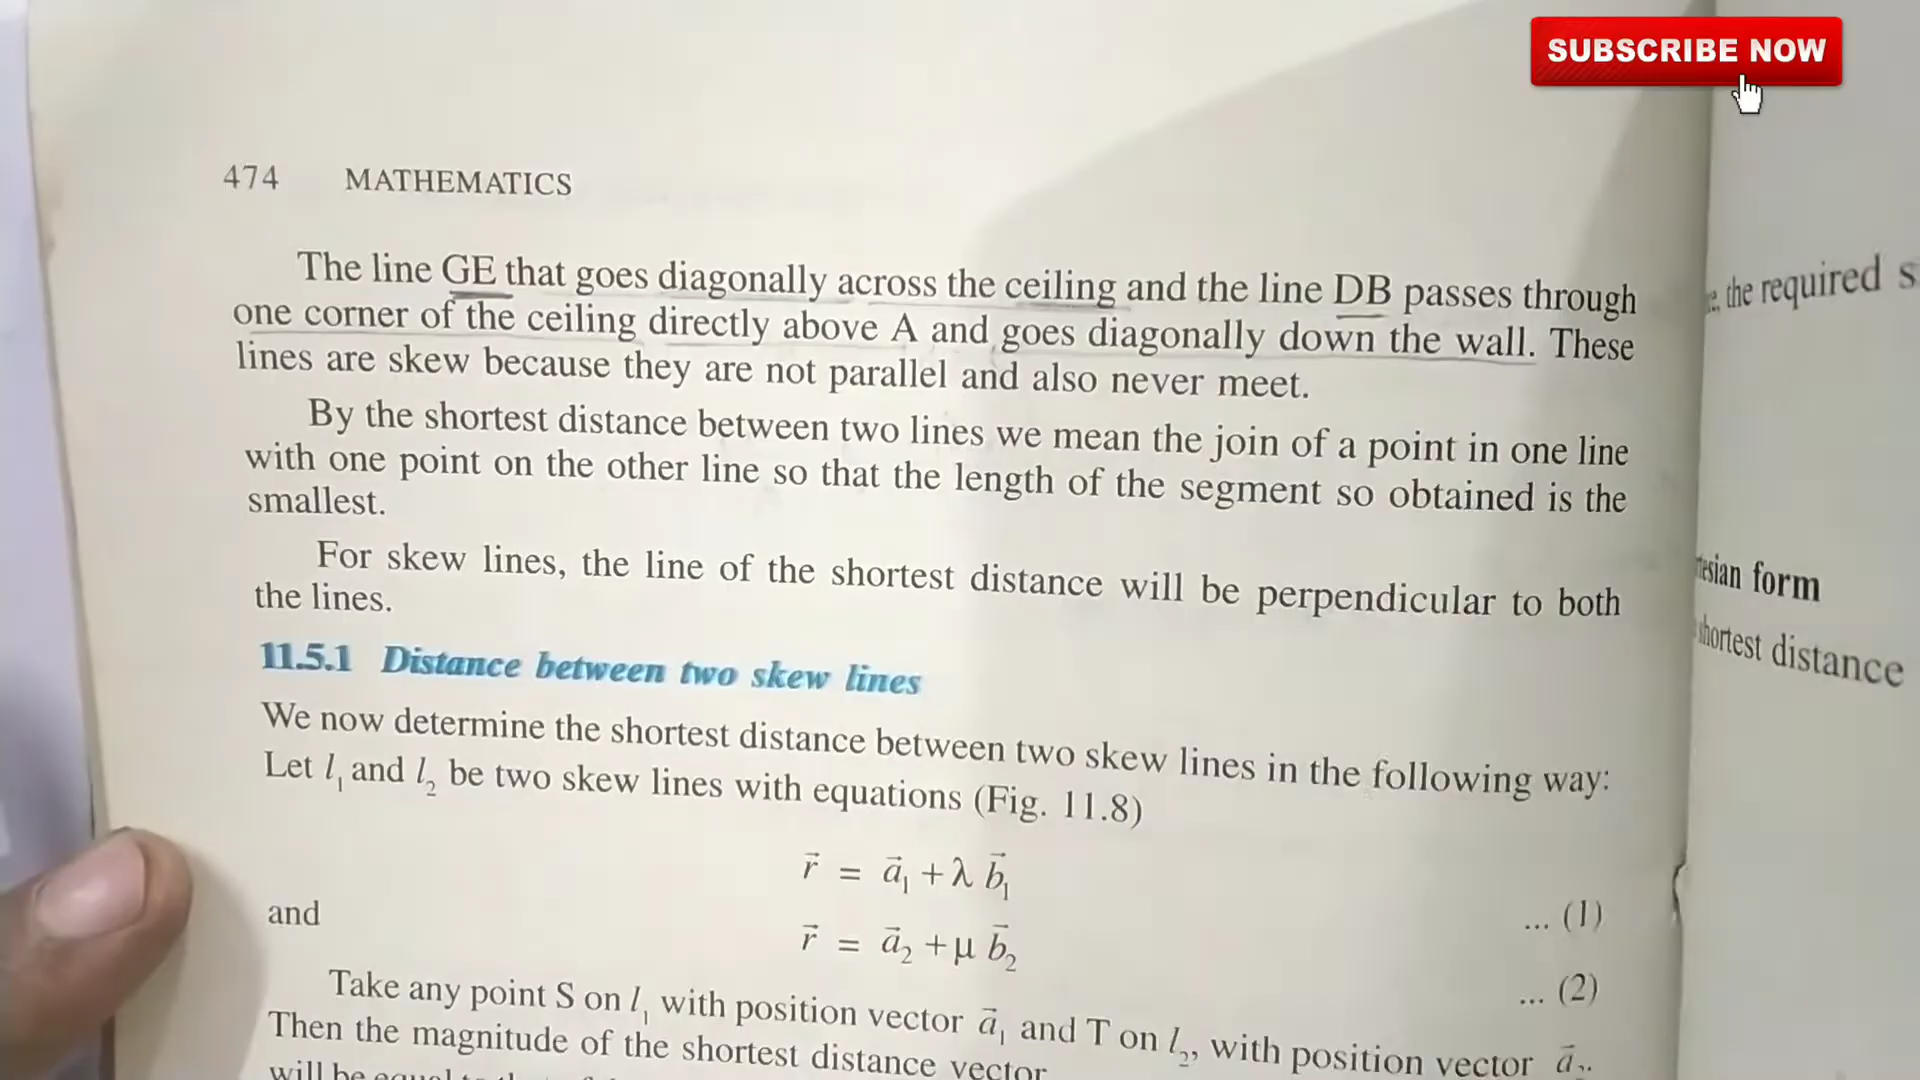 SUBSCRIBE NOW
474 MATHEMATICS
The line GE that goes diagonally across the ceiling and the line DB passes through
one corner of the ceiling directly above A and goes diagonally down the wall. These
lines are skew because they are not parallel and also never meet.
By the shortest distance between two lines we mean the join of a point in one line
with one point on the other line so that the length of the segment so obtained is the
smallest.
For skew lines, the line of the shortest distance will be perpendicular to both
the lines.
11.5.1 Distance between two skew lines
We now determine the shortest distance between two skew lines in the following way:
Let l₁ and l₂ be two skew lines with equations (Fig. 11.8)
r⃗ = a⃗₁ + λ b⃗₁ ... (1)
and
r⃗ = a⃗₂ + μ b⃗₂ ... (2)
Take any point S on l₁ with position vector a⃗₁ and T on l₂, with position vector a⃗₂.
Then the magnitude of the shortest distance vector
will be equal to
the required
form
shortest distance